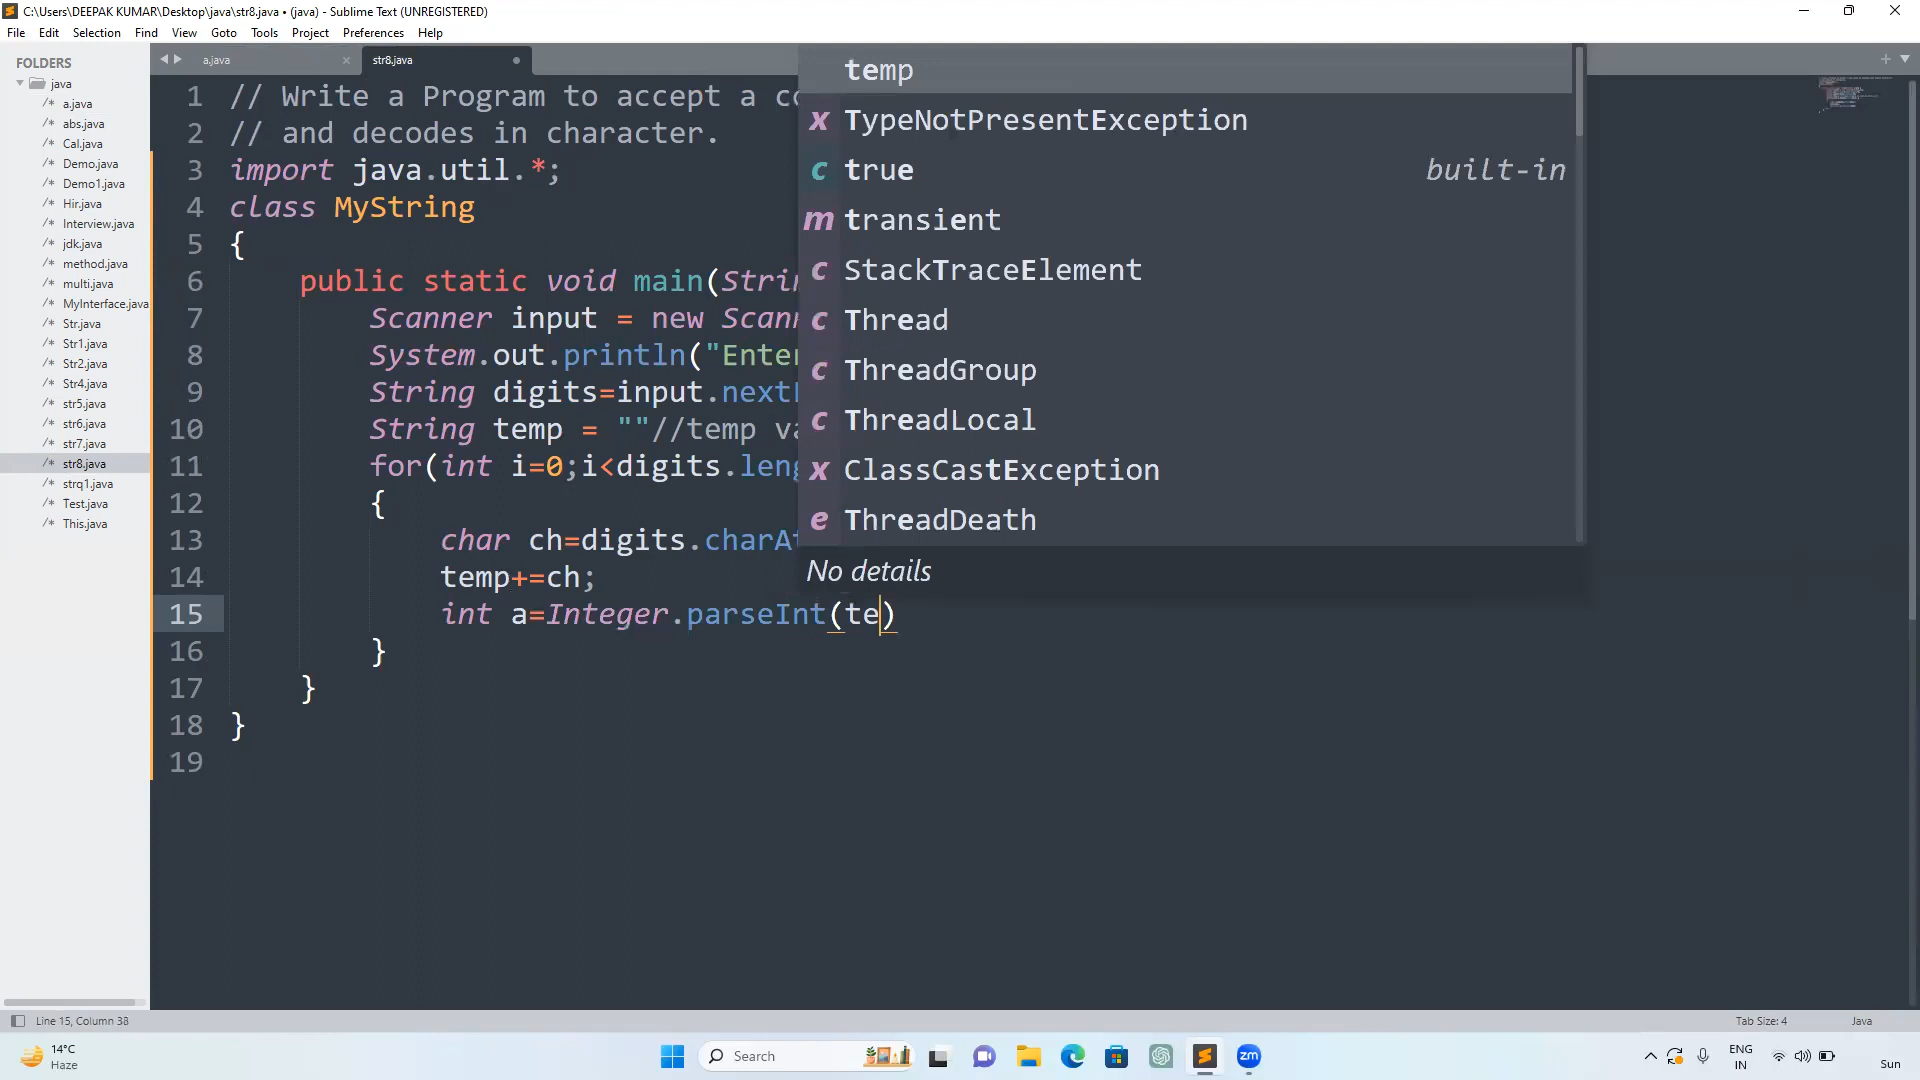 C:\Users\DEEPAK KUMAR\Desktop\java\str8.java • (java) - Sublime Text (UNREGISTERED)
File Edit Selection Find View Goto Tools Project Preferences Help
FOLDERS
java
a.java
abs.java
Cal.java
Demo.java
Demo1.java
Hir.java
Interview.java
jdk.java
method.java
multi.java
MyInterface.java
Str.java
Str1.java
Str2.java
Str4.java
str5.java
str6.java
str7.java
str8.java
strq1.java
Test.java
This.java
a.java
str8.java
1 // Write a Program to accept a co
2 // and decodes in character.
3 import java.util.*;
4 class MyString
5 {
6 public static void main(Strin
7 Scanner input = new Scann
8 System.out.println("Enter
9 String digits=input.nextL
10 String temp = ""//temp va
11 for(int i=0;i<digits.leng
12 {
13 char ch=digits.charAt
14 temp+=ch;
15 int a=Integer.parseInt(te)
16 }
17 }
18 }
19
temp
x TypeNotPresentException
c true built-in
m transient
c StackTraceElement
c Thread
c ThreadGroup
c ThreadLocal
x ClassCastException
e ThreadDeath
No details
Line 15, Column 38
Tab Size: 4
Java
14°C
Haze
Search
zm
ENG
IN
Sun